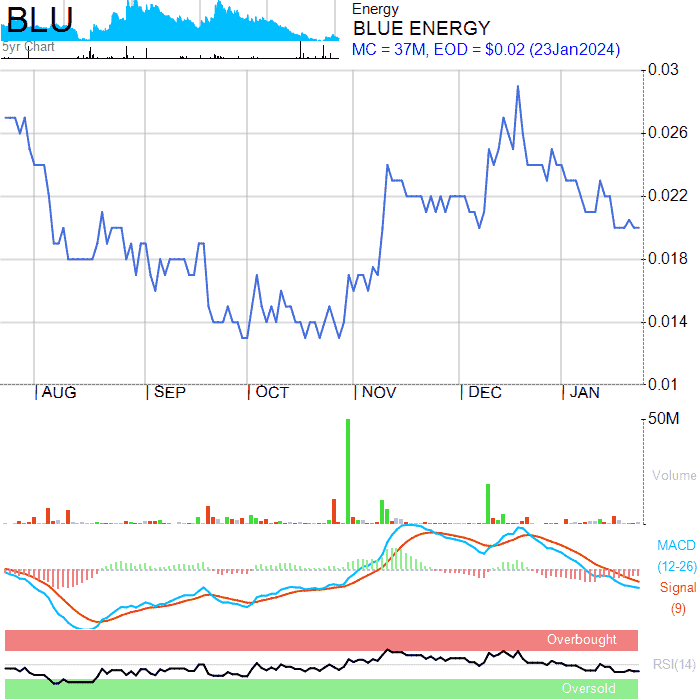 BLU
5yr Chart
Energy
BLUE ENERGY
MC = 37M, EOD = $0.02 (23Jan2024)
0.03
0.026
0.022
0.018
0.014
0.01
AUG SEP OCT NOV DEC JAN
50M
Volume
MACD
(12-26)
Signal
(9)
Overbought
RSI(14)
Oversold